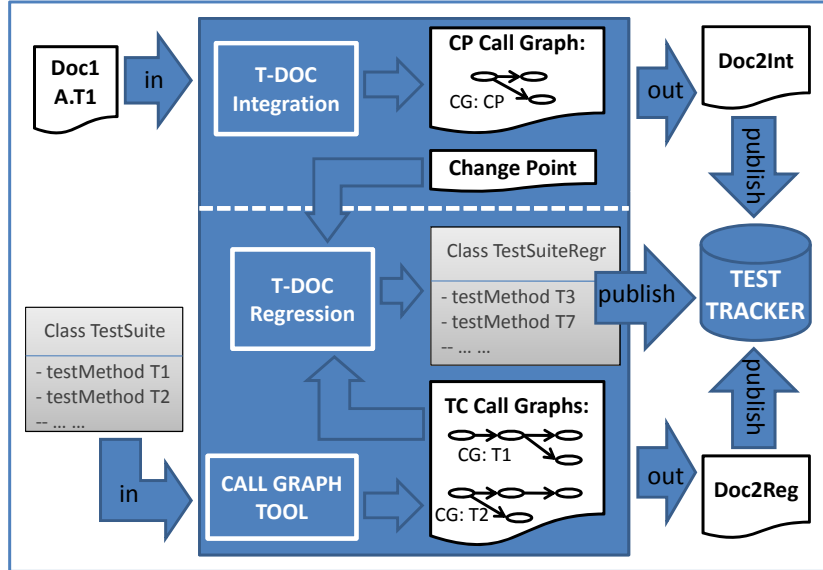 Doc1
A.T1
in
T-DOC
Integration
CP Call Graph:
CG: CP
out
Doc2Int
publish
Change Point
T-DOC
Regression
Class TestSuiteRegr
- testMethod T3
- testMethod T7
-- ... ...
publish
TEST
TRACKER
Class TestSuite
- testMethod T1
- testMethod T2
-- ... ...
in
CALL GRAPH
TOOL
TC Call Graphs:
CG: T1
CG: T2
out
Doc2Reg
publish